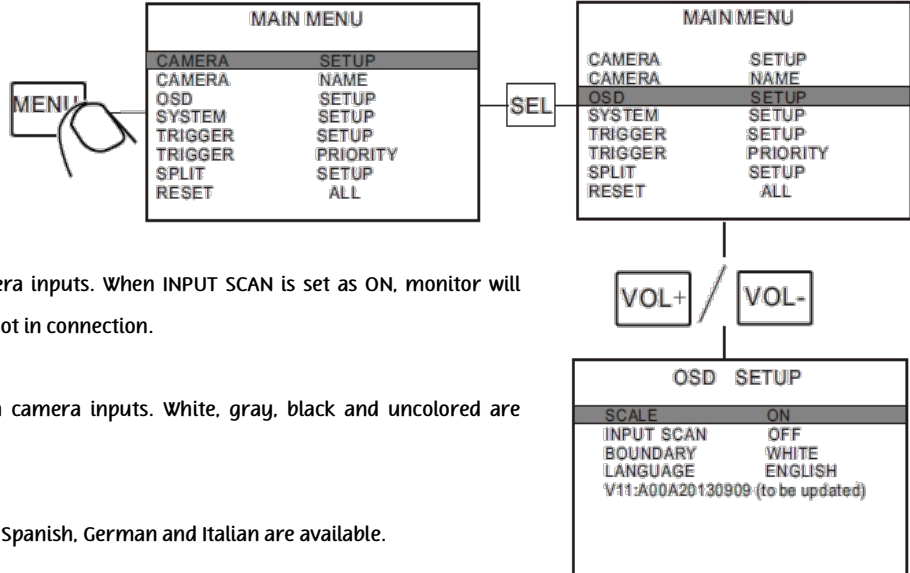 MENU
MAIN MENU
CAMERA SETUP
CAMERA NAME
OSD SETUP
SYSTEM SETUP
TRIGGER SETUP
TRIGGER PRIORITY
SPLIT SETUP
RESET ALL
SEL
MAIN MENU
CAMERA SETUP
CAMERA NAME
OSD SETUP
SYSTEM SETUP
TRIGGER SETUP
TRIGGER PRIORITY
SPLIT SETUP
RESET ALL
VOL+ / VOL-
OSD SETUP
SCALE ON
INPUT SCAN OFF
BOUNDARY WHITE
LANGUAGE ENGLISH
V11:A00A20130909 (to be updated)
inputs. When INPUT SCAN is set as ON, monitor will
in connection.
camera inputs. White, gray, black and uncolored are
Spanish, German and Italian are available.